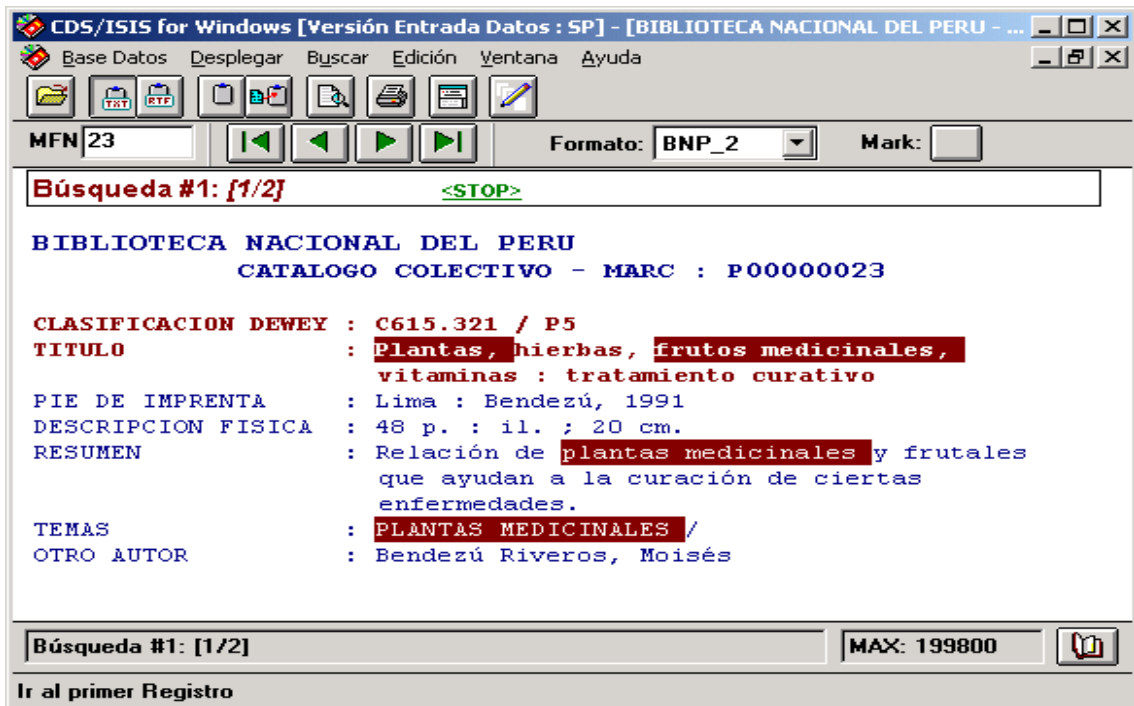 CDS/ISIS for Windows [Versión Entrada Datos : SP] - [BIBLIOTECA NACIONAL DEL PERU - ...
Base Datos Desplegar Buscar Edición Ventana Ayuda
TXT RTF
MFN 23 Formato: BNP_2 Mark:
Búsqueda #1: [1/2] <STOP>
BIBLIOTECA NACIONAL DEL PERU
CATALOGO COLECTIVO - MARC : P00000023
CLASIFICACION DEWEY : C615.321 / P5
TITULO : Plantas, hierbas, frutos medicinales,
vitaminas : tratamiento curativo
PIE DE IMPRENTA : Lima : Bendezú, 1991
DESCRIPCION FISICA : 48 p. : il. ; 20 cm.
RESUMEN : Relación de plantas medicinales y frutales
que ayudan a la curación de ciertas
enfermedades.
TEMAS : PLANTAS MEDICINALES /
OTRO AUTOR : Bendezú Riveros, Moisés
Búsqueda #1: [1/2] MAX: 199800
Ir al primer Registro